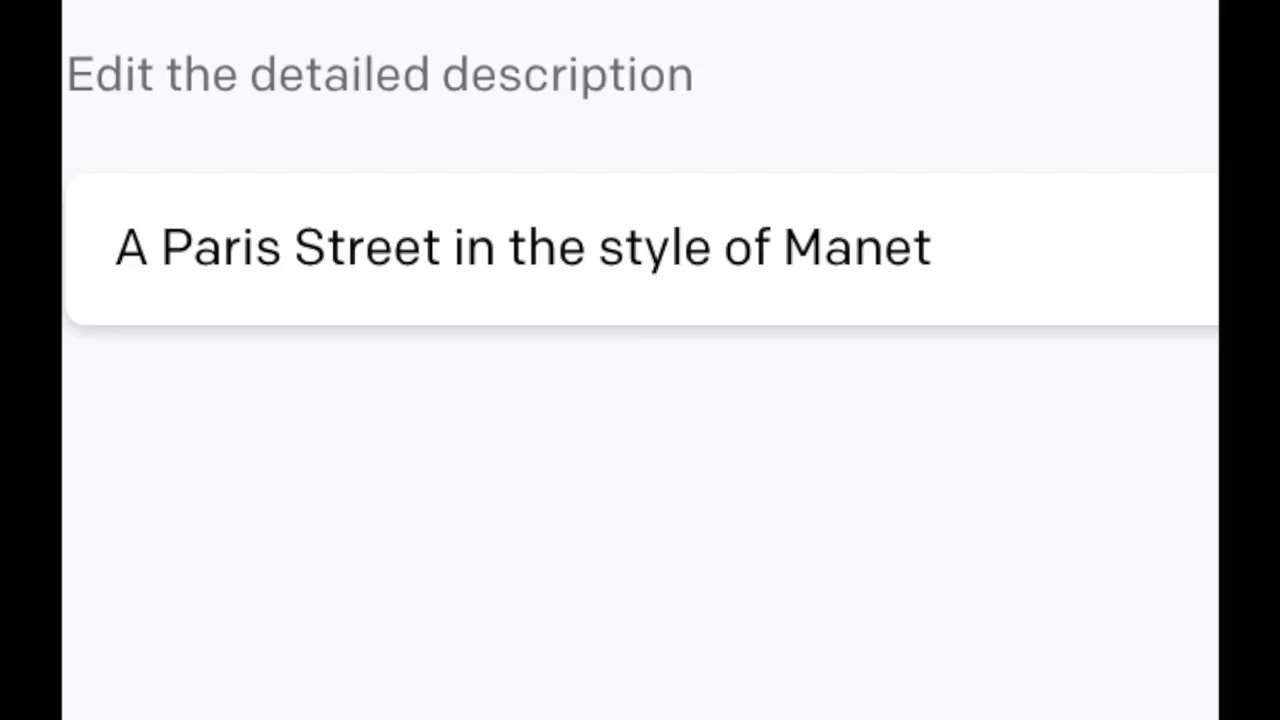 Edit the detailed description
A Paris Street in the style of Manet